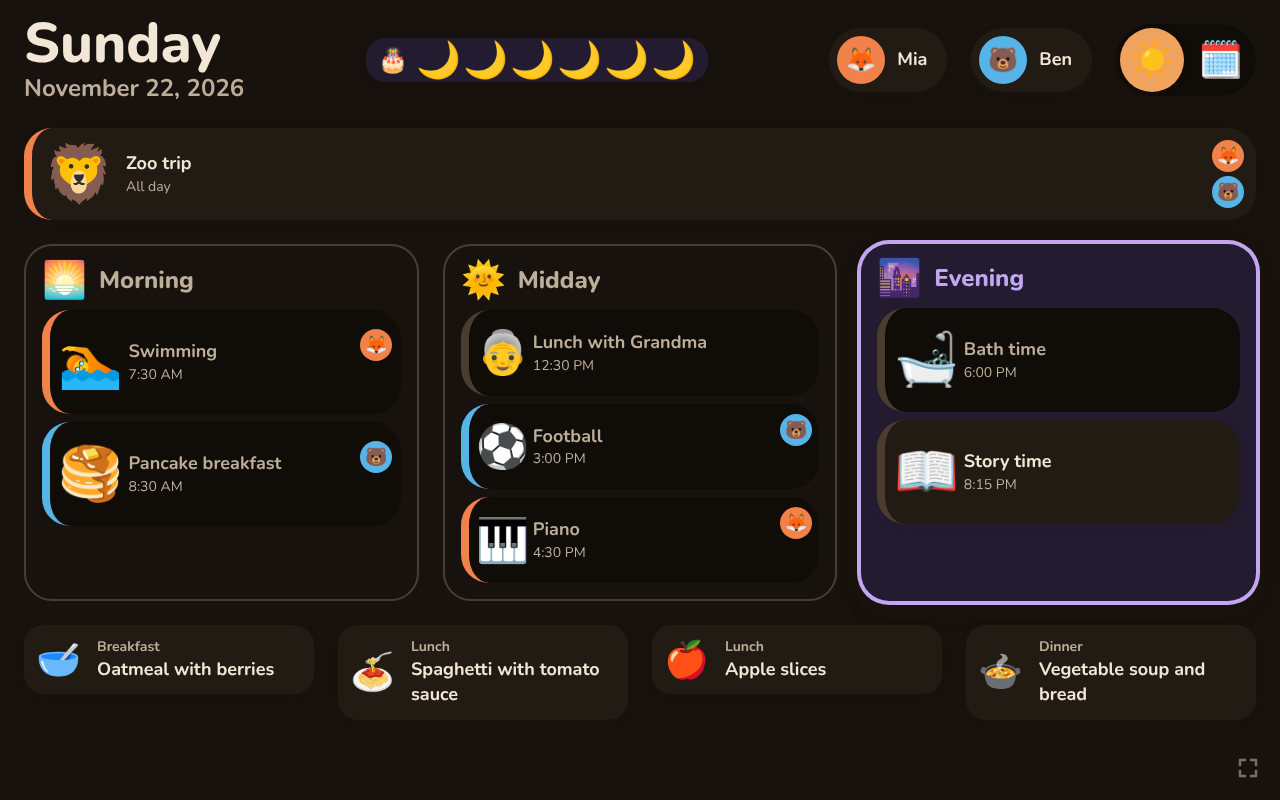 Sunday
November 22, 2026
Mia
Ben
Zoo trip
All day
Morning
Swimming
7:30 AM
Pancake breakfast
8:30 AM
Midday
Lunch with Grandma
12:30 PM
Football
3:00 PM
Piano
4:30 PM
Evening
Bath time
6:00 PM
Story time
8:15 PM
Breakfast
Oatmeal with berries
Lunch
Spaghetti with tomato
sauce
Lunch
Apple slices
Dinner
Vegetable soup and
bread